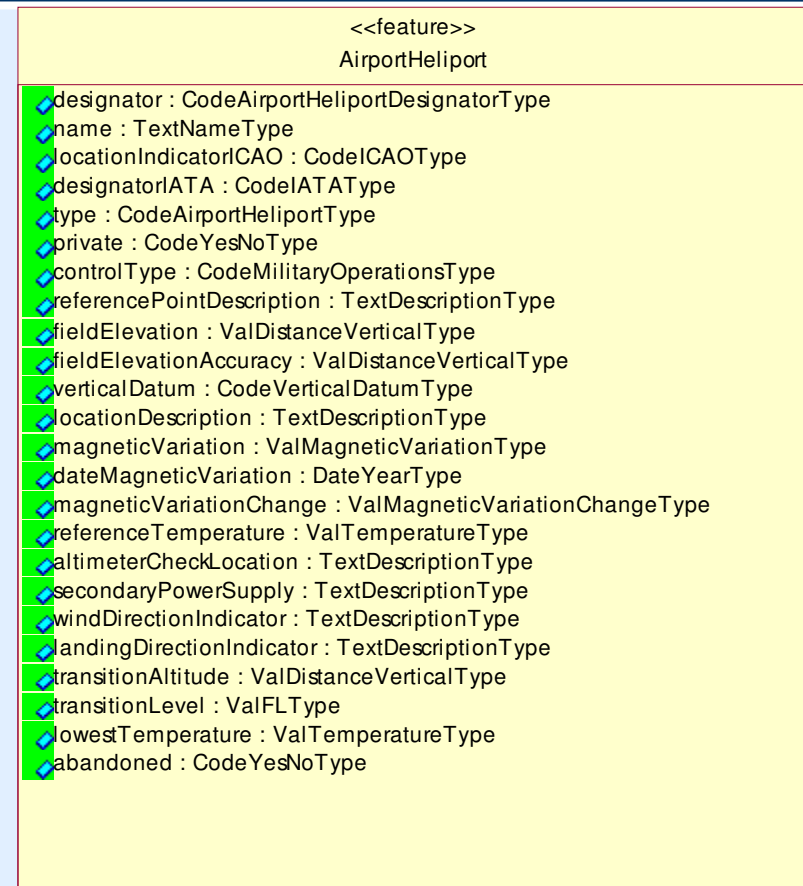 <<feature>>
AirportHeliport
designator : CodeAirportHeliportDesignatorType
name : TextNameType
locationIndicatorICAO : CodeICAOType
designatorIATA : CodeIATAType
type : CodeAirportHeliportType
private : CodeYesNoType
controlType : CodeMilitaryOperationsType
referencePointDescription : TextDescriptionType
fieldElevation : ValDistanceVerticalType
fieldElevationAccuracy : ValDistanceVerticalType
verticalDatum : CodeVerticalDatumType
locationDescription : TextDescriptionType
magneticVariation : ValMagneticVariationType
dateMagneticVariation : DateYearType
magneticVariationChange : ValMagneticVariationChangeType
referenceTemperature : ValTemperatureType
altimeterCheckLocation : TextDescriptionType
secondaryPowerSupply : TextDescriptionType
windDirectionIndicator : TextDescriptionType
landingDirectionIndicator : TextDescriptionType
transitionAltitude : ValDistanceVerticalType
transitionLevel : ValFLType
lowestTemperature : ValTemperatureType
abandoned : CodeYesNoType